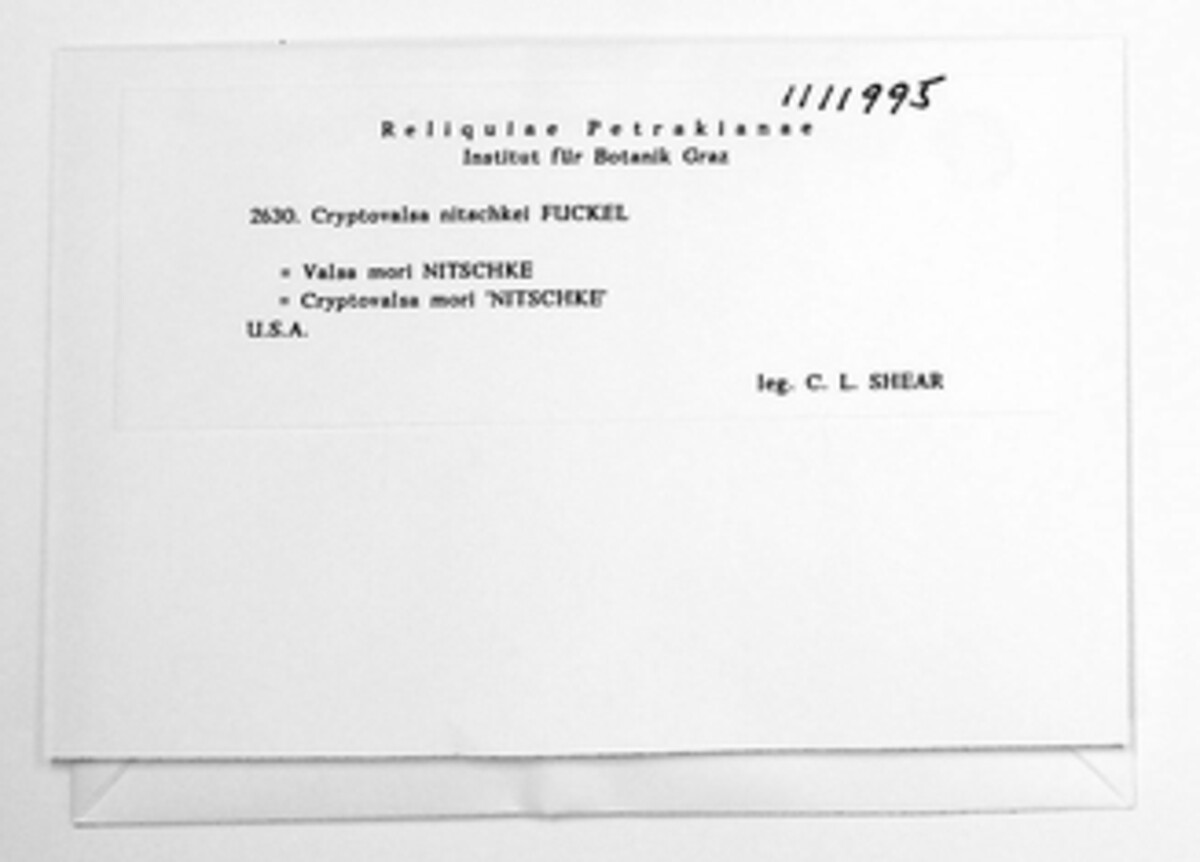 1111995
Reliquiae Petrakianae
Institut für Botanik Graz
2630. Cryptovalsa nitschkei FUCKEL
= Valsa mori NITSCHKE
= Cryptovalsa mori "NITSCHKE"
U.S.A.
leg. C. L. SHEAR